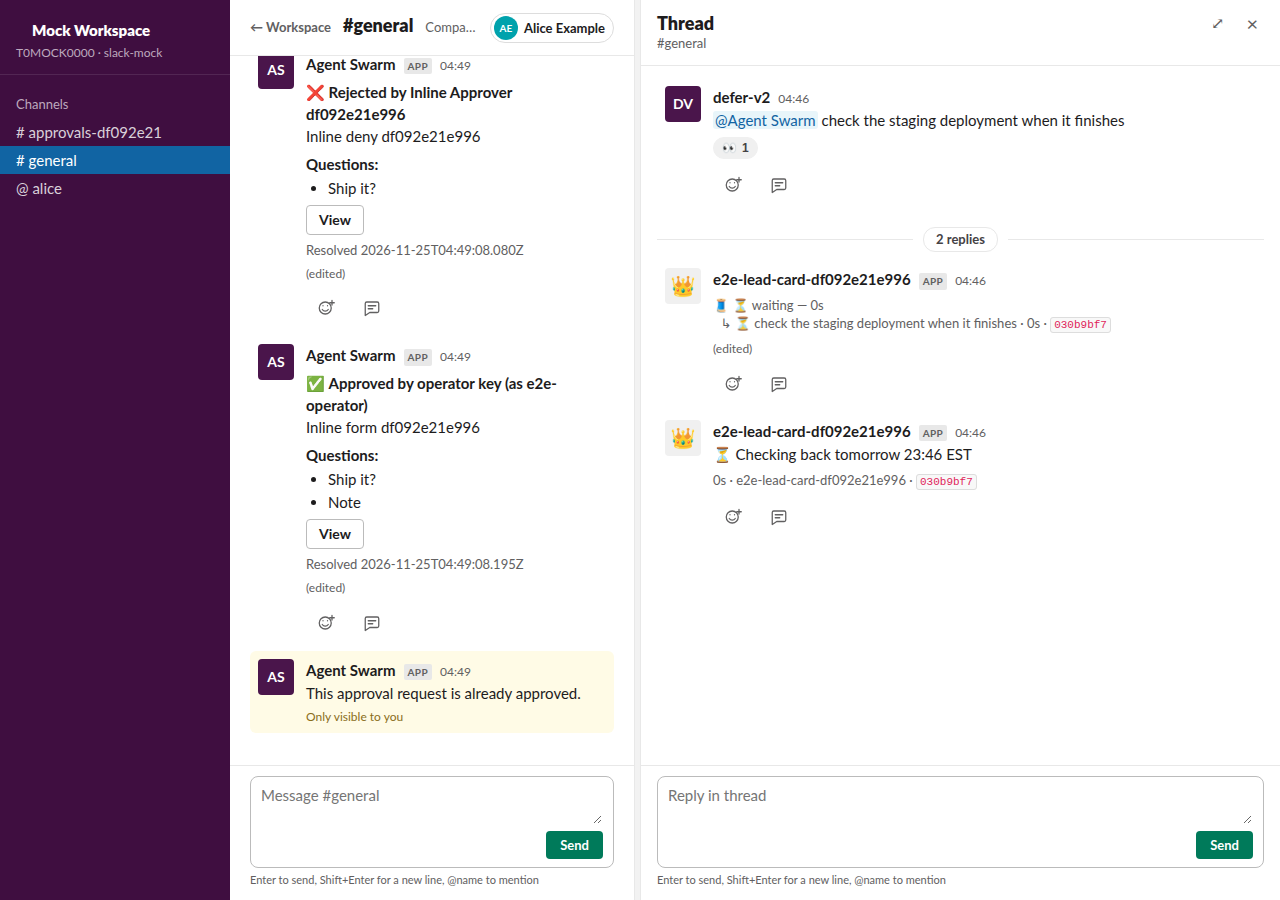 Mock Workspace
T0MOCK0000 · slack-mock
Channels
# approvals-df092e21
# general
@ alice
← Workspace #general Compa... AE Alice Example
AS Agent Swarm APP 04:49
❌ Rejected by Inline Approver
df092e21e996
Inline deny df092e21e996
Questions:
• Ship it?
View
Resolved 2026-11-25T04:49:08.080Z
(edited)
AS Agent Swarm APP 04:49
✅ Approved by operator key (as e2e-
operator)
Inline form df092e21e996
Questions:
• Ship it?
• Note
View
Resolved 2026-11-25T04:49:08.195Z
(edited)
AS Agent Swarm APP 04:49
This approval request is already approved.
Only visible to you
Message #general
Send
Enter to send, Shift+Enter for a new line, @name to mention
Thread
#general
DV defer-v2 04:46
@Agent Swarm check the staging deployment when it finishes
👀 1
2 replies
e2e-lead-card-df092e21e996 APP 04:46
🧵 ⏳ waiting — 0s
↳ ⏳ check the staging deployment when it finishes · 0s · 030b9bf7
(edited)
e2e-lead-card-df092e21e996 APP 04:46
⏳ Checking back tomorrow 23:46 EST
0s · e2e-lead-card-df092e21e996 · 030b9bf7
Reply in thread
Send
Enter to send, Shift+Enter for a new line, @name to mention